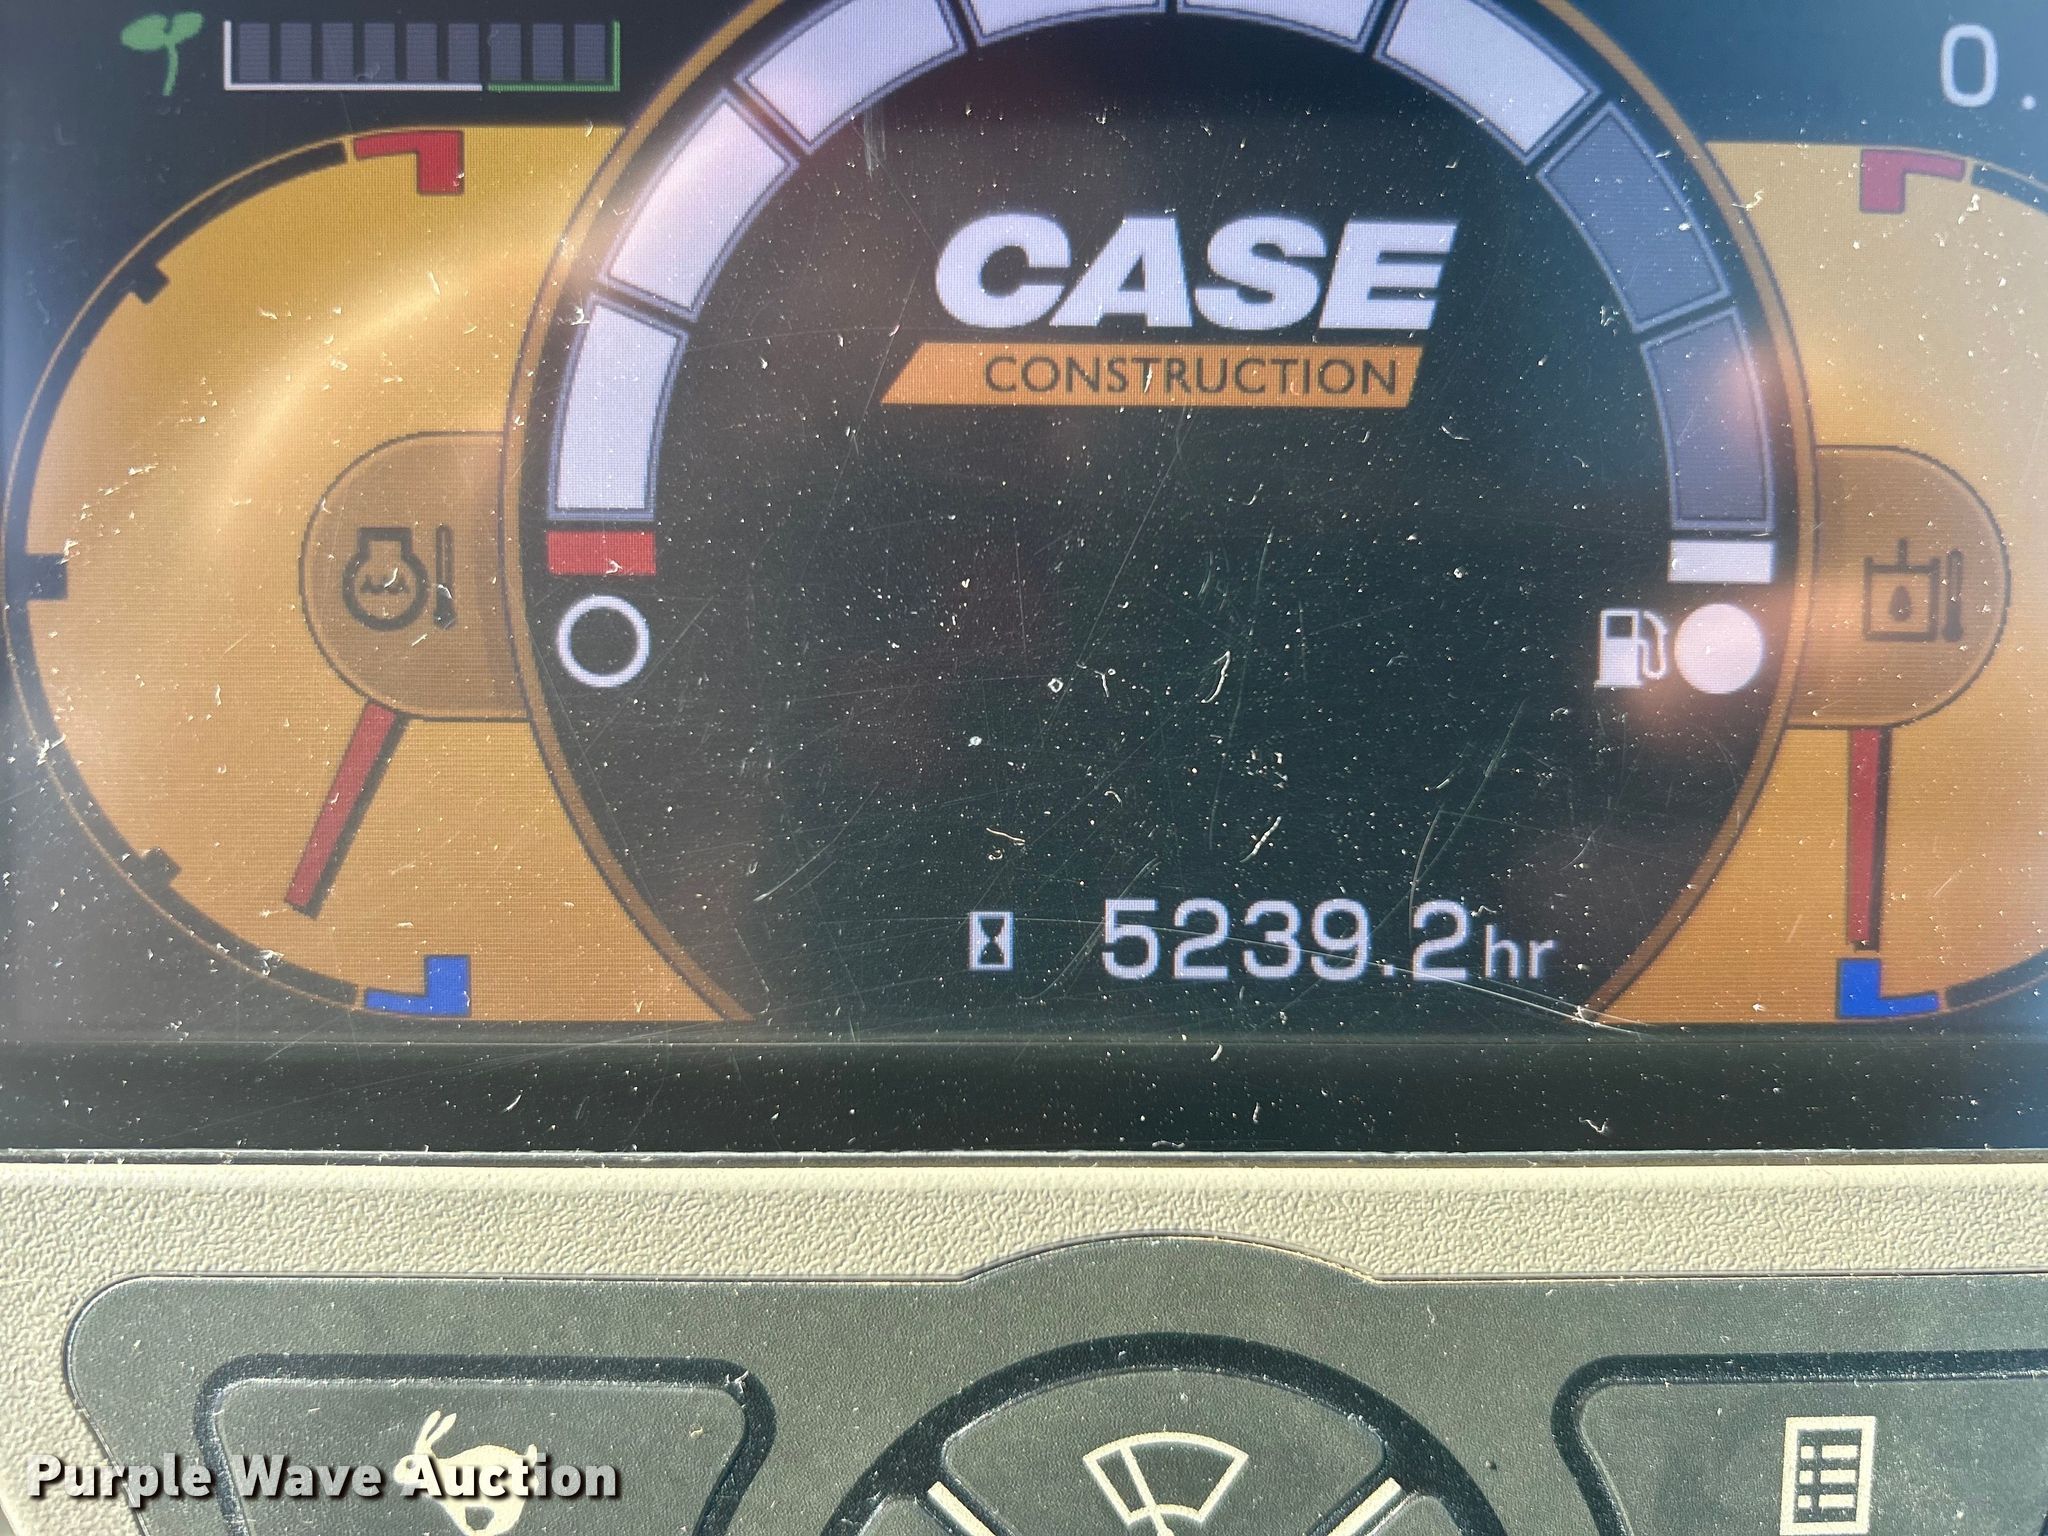 0.
CASE
CONSTRUCTION
5239.2hr
Purple Wave Auction